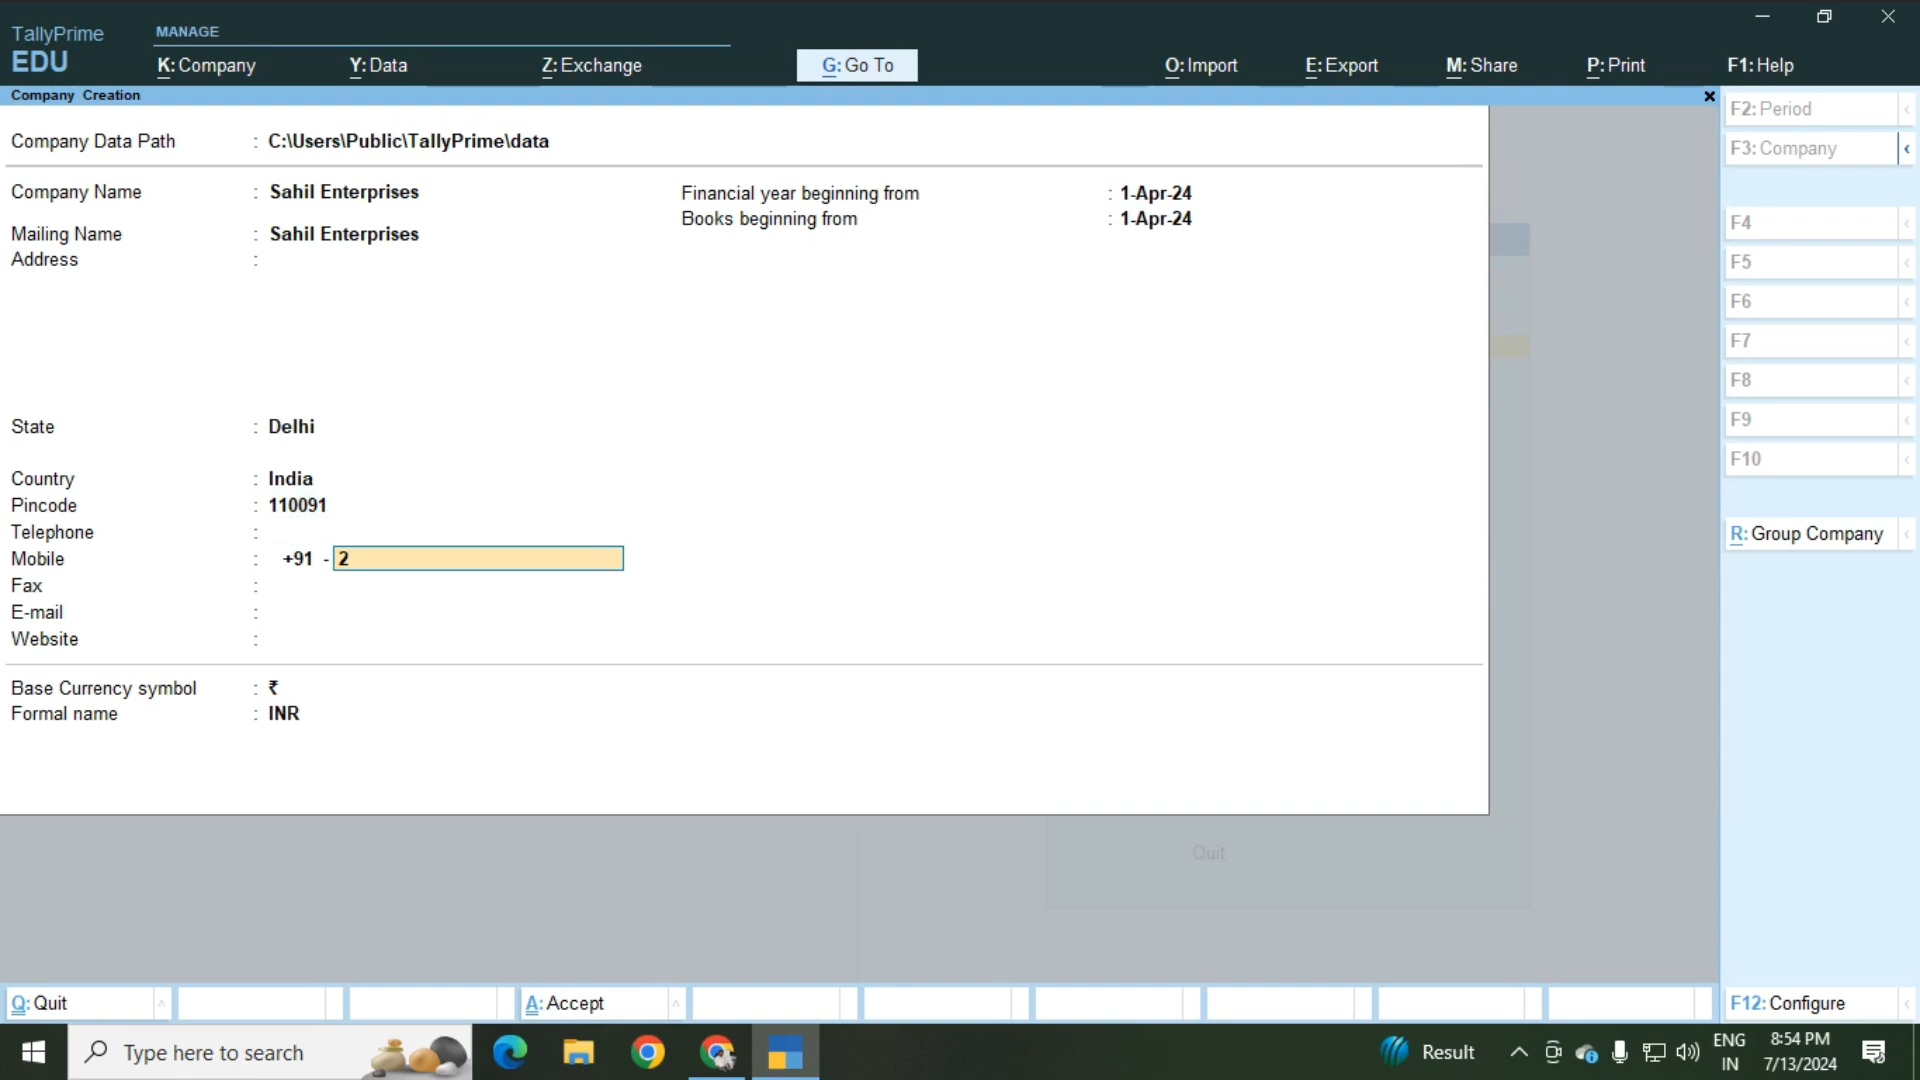 TallyPrime
EDU
MANAGE
K: Company
Y: Data
Z: Exchange
G: Go To
O: Import
E: Export
M: Share
P: Print
F1: Help
Company Creation
Company Data Path : C:\Users\Public\TallyPrime\data
Company Name : Sahil Enterprises
Financial year beginning from : 1-Apr-24
Books beginning from : 1-Apr-24
Mailing Name : Sahil Enterprises
Address :
State : Delhi
Country : India
Pincode : 110091
Telephone :
Mobile : +91 - 2
Fax :
E-mail :
Website :
Base Currency symbol : ₹
Formal name : INR
Quit
F2: Period
F3: Company
F4
F5
F6
F7
F8
F9
F10
R: Group Company
Q: Quit
A: Accept
F12: Configure
Type here to search
Result
ENG
IN
8:54 PM
7/13/2024